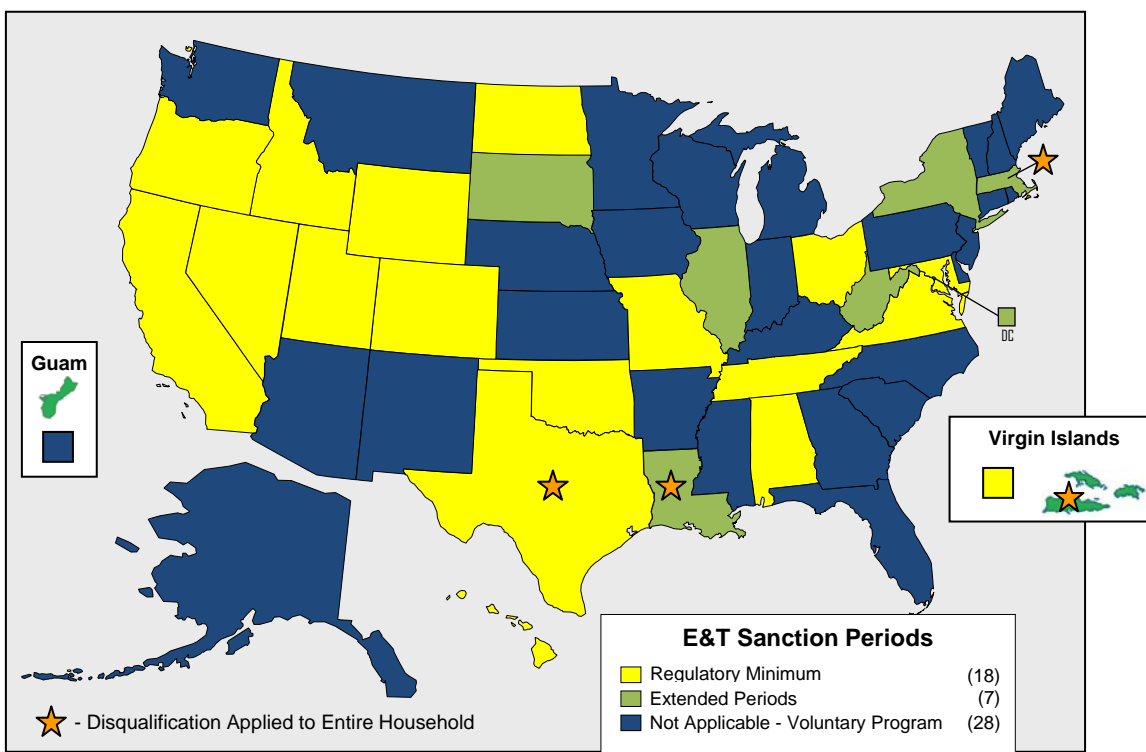 Guam
DC
Virgin Islands
E&T Sanction Periods
Regulatory Minimum (18)
Extended Periods (7)
Not Applicable - Voluntary Program (28)
- Disqualification Applied to Entire Household